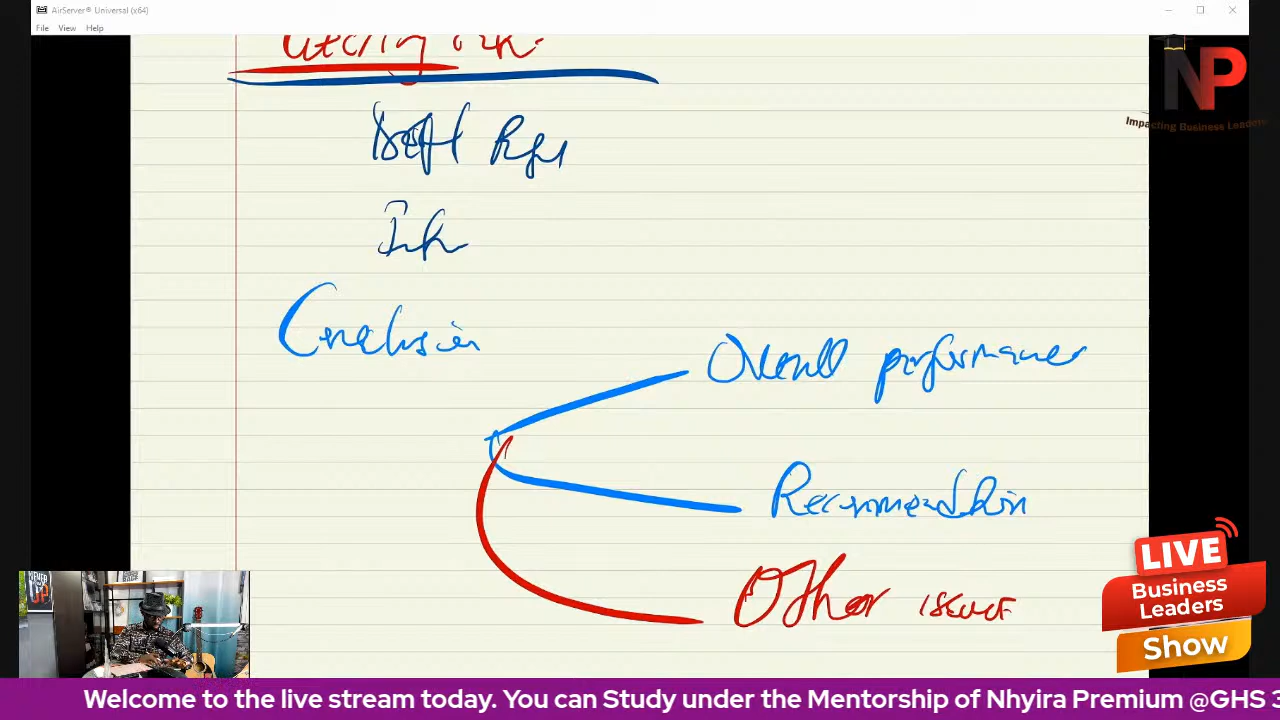 AirServer® Universal (x64)
File View Help
NP
Impacting Business Leaders
Conclusion
Overall performance
Recommendation
Other issues
LIVE
Business
Leaders
Show
Welcome to the live stream today. You can Study under the Mentorship of Nhyira Premium @GHS 3